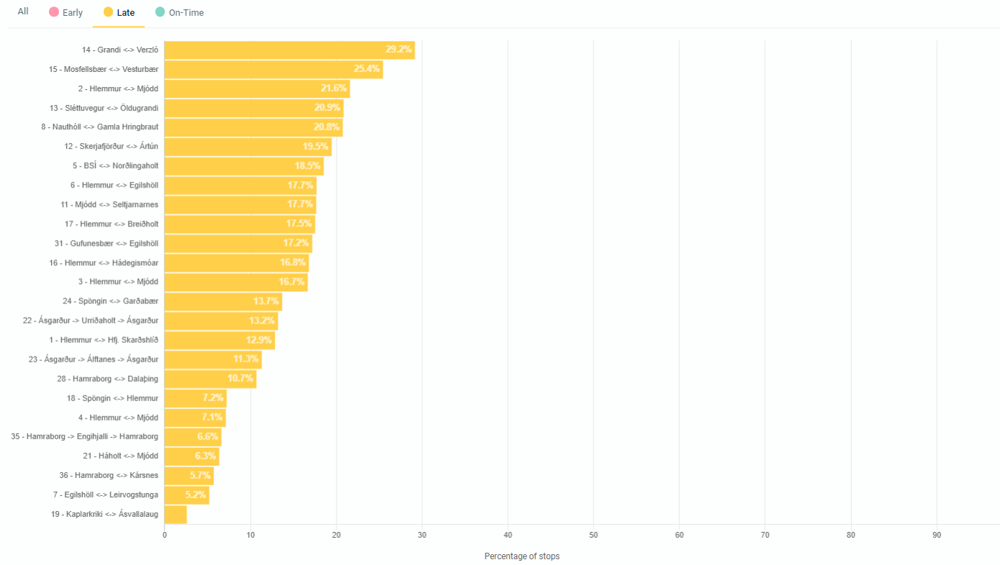 All Early Late On-Time
14 - Grandi <-> Verzló 29.2%
15 - Mosfellsbær <-> Vesturbær 25.4%
2 - Hlemmur <-> Mjódd 21.6%
13 - Sléttuvegur <-> Öldugrandi 20.9%
8 - Nauthóll <-> Gamla Hringbraut 20.8%
12 - Skerjafjörður <-> Ártún 19.5%
5 - BSÍ <-> Norðlingaholt 18.5%
6 - Hlemmur <-> Egilshöll 17.7%
11 - Mjódd <-> Seltjarnarnes 17.7%
17 - Hlemmur <-> Breiðholt 17.5%
31 - Gufunesbær <-> Egilshöll 17.2%
16 - Hlemmur <-> Hádegismóar 16.8%
3 - Hlemmur <-> Mjódd 16.7%
24 - Spöngin <-> Garðabær 13.7%
22 - Ásgarður -> Urriðaholt -> Ásgarður 13.2%
1 - Hlemmur <-> Hfj. Skarðshlíð 12.9%
23 - Ásgarður -> Álftanes -> Ásgarður 11.3%
28 - Hamraborg <-> Dalaþing 10.7%
18 - Spöngin <-> Hlemmur 7.2%
4 - Hlemmur <-> Mjódd 7.1%
35 - Hamraborg -> Engihjalli -> Hamraborg 6.6%
21 - Háholt <-> Mjódd 6.3%
36 - Hamraborg <-> Kársnes 5.7%
7 - Egilshöll <-> Leirvogstunga 5.2%
19 - Kaplarkriki <-> Ásvallalaug
0 10 20 30 40 50 60 70 80 90
Percentage of stops